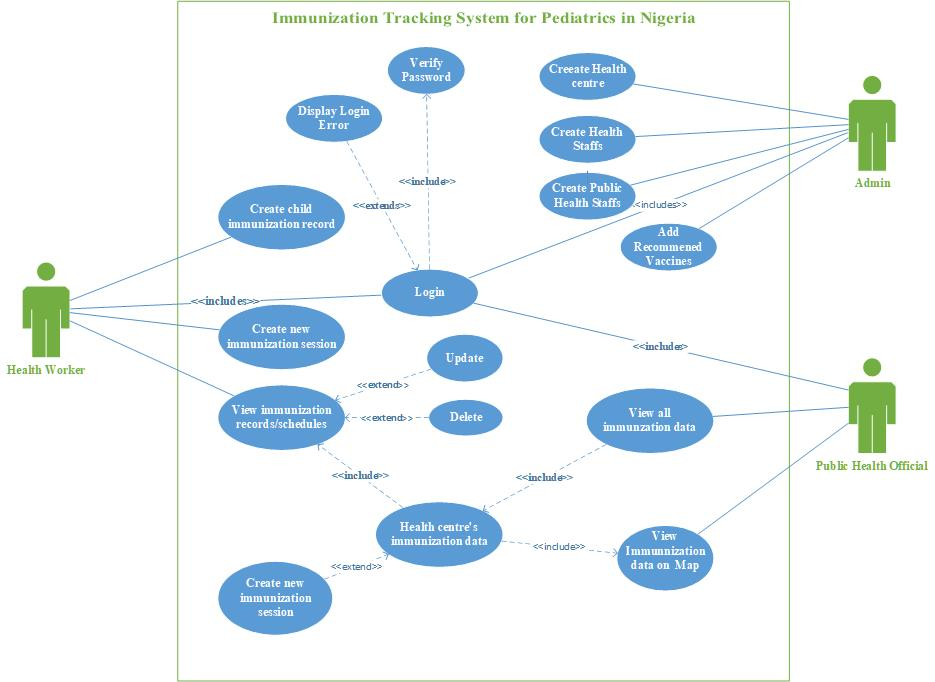 Immunization Tracking System for Pediatrics in Nigeria
Verify
Password
Display Login
Error
Creeate Health
centre
Create Health
Staffs
Admin
<<include>>
<<extends>>
Create Public
Health Staffs
<<includes>>
Create child
immunization record
Add
Recommened
Vaccines
Login
<<includes>>
Health Worker
Create new
immunization session
<<includes>
Update
<<extend>>
View immunization
records/schedules
<<extend>>
Delete
View all
immunzation data
Public Health Official
<<include>>
<<include>>
Health centre's
immunization data
<<include>>
View
Immunnization
data on Map
<<extend>>
Create new
immunization
session